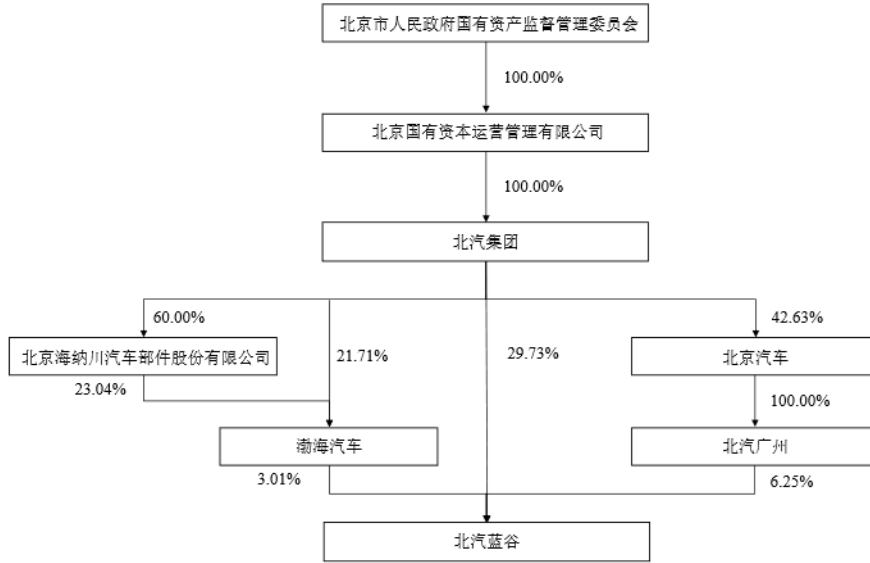 北京市人民政府国有资产监督管理委员会
100.00%
北京国有资本运营管理有限公司
100.00%
北汽集团
60.00%
42.63%
北京海纳川汽车部件股份有限公司
21.71%
29.73%
北京汽车
23.04%
100.00%
渤海汽车
北汽广州
3.01%
6.25%
北汽蓝谷